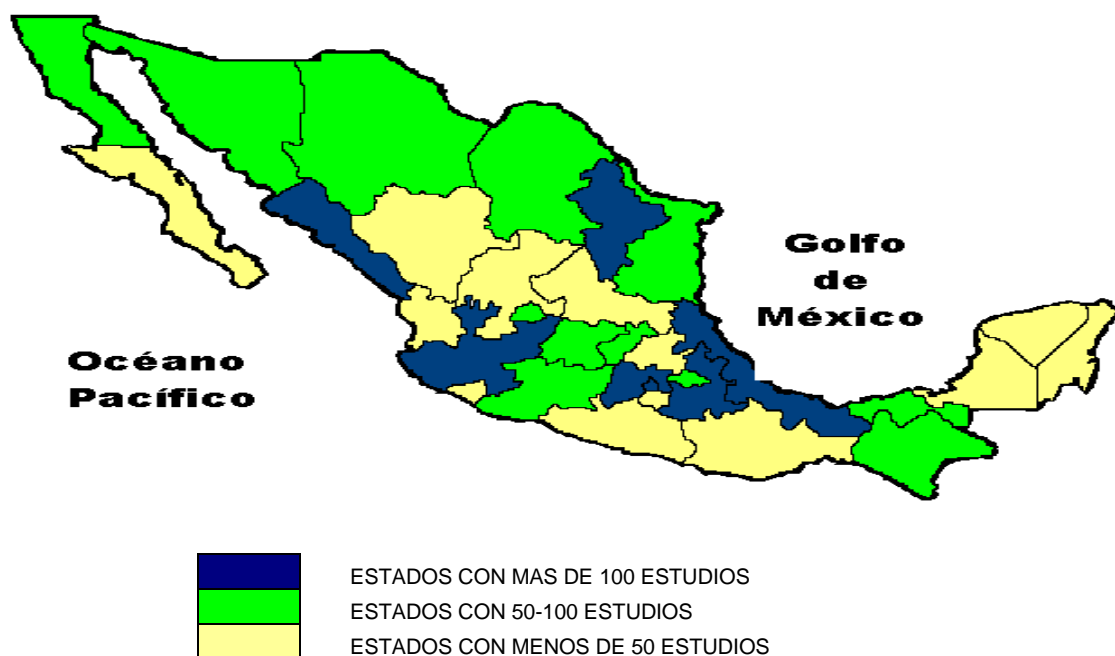 Golfo
de
México
Océano
Pacífico
ESTADOS CON MAS DE 100 ESTUDIOS
ESTADOS CON 50-100 ESTUDIOS
ESTADOS CON MENOS DE 50 ESTUDIOS